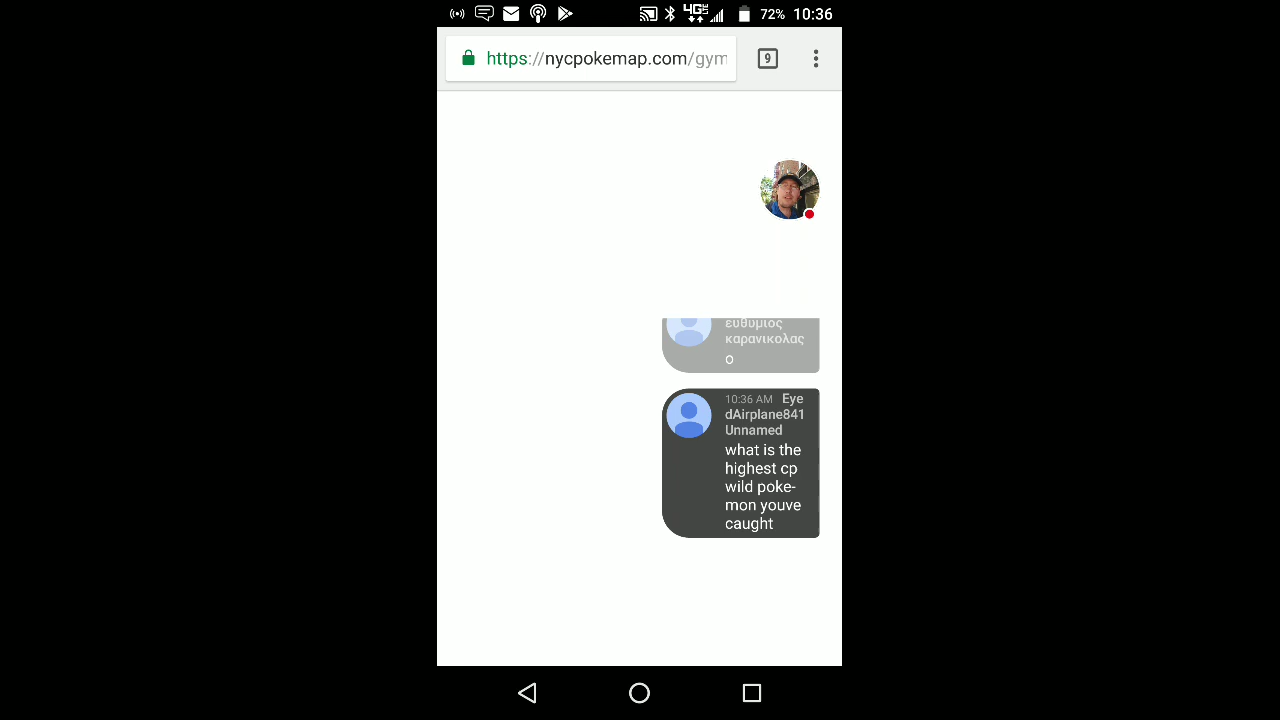 4G 72% 10:36
https://nycpokemap.com/gym
9
ευθυμιος
καρανικολας
ο
10:36 AM Eye
dAirplane841
Unnamed
what is the
highest cp
wild poke-
mon youve
caught